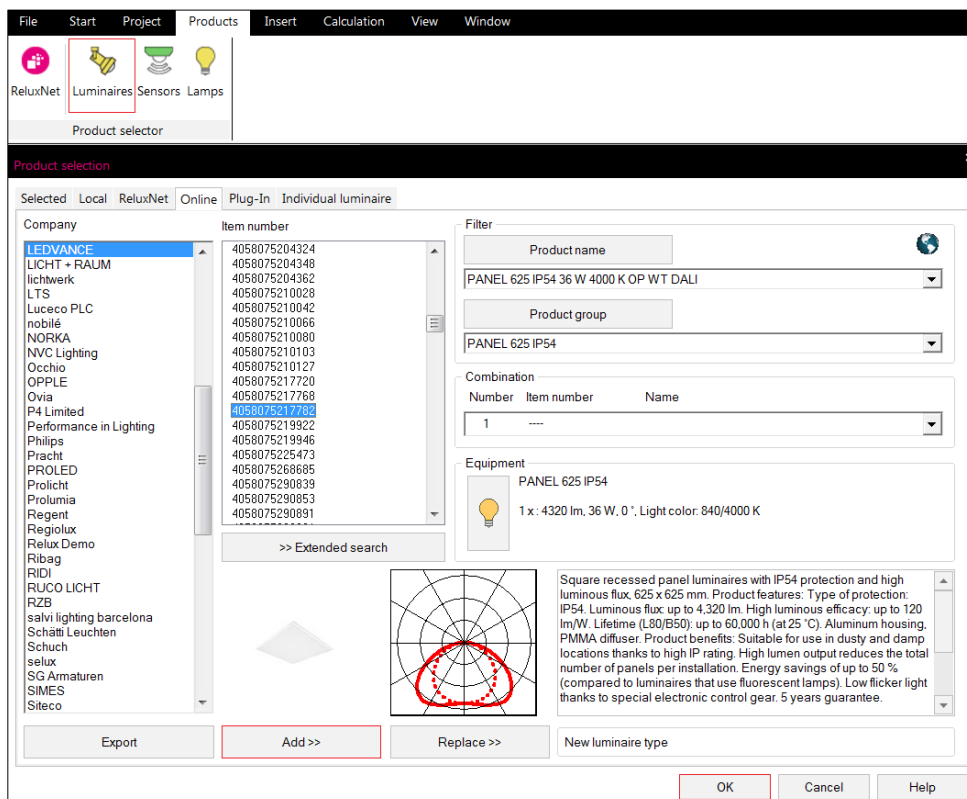 File Start Project Products Insert Calculation View Window
ReluxNet Luminaires Sensors Lamps
Product selector
Product selection
Selected Local ReluxNet Online Plug-In Individual luminaire
Company
LEDVANCE
LICHT + RAUM
lichtwerk
LTS
Luceco PLC
nobilé
NORKA
NVC Lighting
Occhio
OPPLE
Ovia
P4 Limited
Performance in Lighting
Philips
Pracht
PROLED
Prolicht
Prolumia
Regent
Regiolux
Relux Demo
Ribag
RIDI
RUCO LICHT
RZB
salvi lighting barcelona
Schätti Leuchten
Schuch
selux
SG Armaturen
SIMES
Siteco
Item number
4058075204324
4058075204348
4058075204362
4058075210028
4058075210042
4058075210066
4058075210080
4058075210103
4058075210127
4058075217720
4058075217768
4058075217782
4058075219922
4058075219946
4058075225473
4058075268685
4058075290839
4058075290853
4058075290891
>> Extended search
Filter
Product name
PANEL 625 IP54 36 W 4000 K OP WT DALI
Product group
PANEL 625 IP54
Combination
Number Item number Name
1 ----
Equipment
PANEL 625 IP54
1 x : 4320 lm, 36 W, 0 °, Light color: 840/4000 K
Square recessed panel luminaires with IP54 protection and high
luminous flux, 625 x 625 mm. Product features: Type of protection:
IP54. Luminous flux: up to 4,320 lm. High luminous efficacy: up to 120
lm/W. Lifetime (L80/B50): up to 60,000 h (at 25 °C). Aluminum housing,
PMMA diffuser. Product benefits: Suitable for use in dusty and damp
locations thanks to high IP rating. High lumen output reduces the total
number of panels per installation. Energy savings of up to 50 %
(compared to luminaires that use fluorescent lamps). Low flicker light
thanks to special electronic control gear. 5 years guarantee.
Export Add >> Replace >> New luminaire type
OK Cancel Help